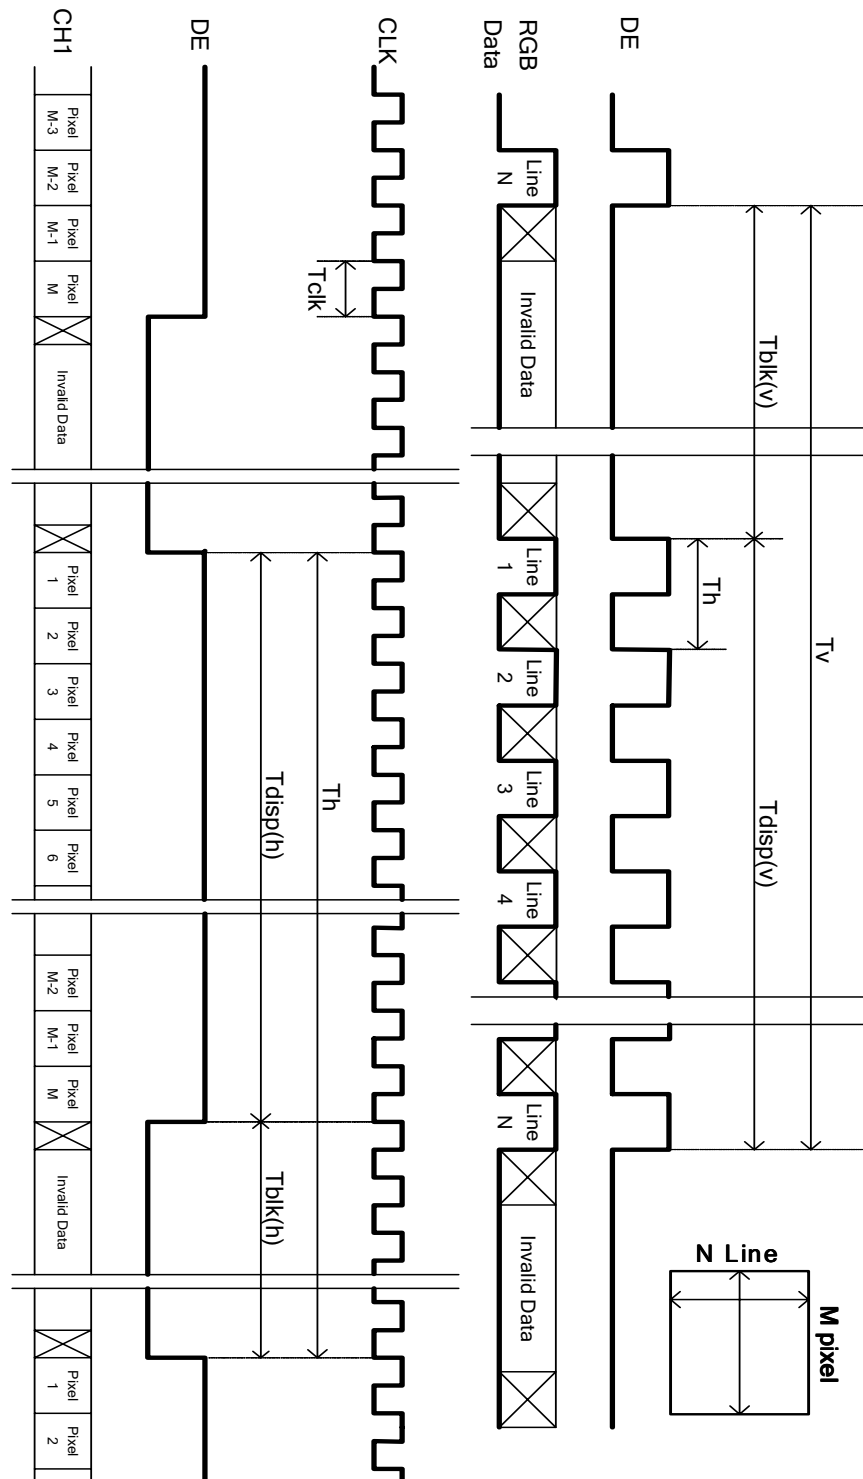 DE
Tv
Tblk(v)
Tdisp(v)
Th
N Line
M pixel
RGB
Data
Line
N
Invalid Data
Line
1
Line
2
Line
3
Line
4
Line
N
Invalid Data
CLK
Tclk
Th
Tdisp(h)
Tblk(h)
DE
CH1
Pixel
M-3
Pixel
M-2
Pixel
M-1
Pixel
M
Invalid Data
Pixel
1
Pixel
2
Pixel
3
Pixel
4
Pixel
5
Pixel
6
Pixel
M-2
Pixel
M-1
Pixel
M
Invalid Data
Pixel
1
Pixel
2